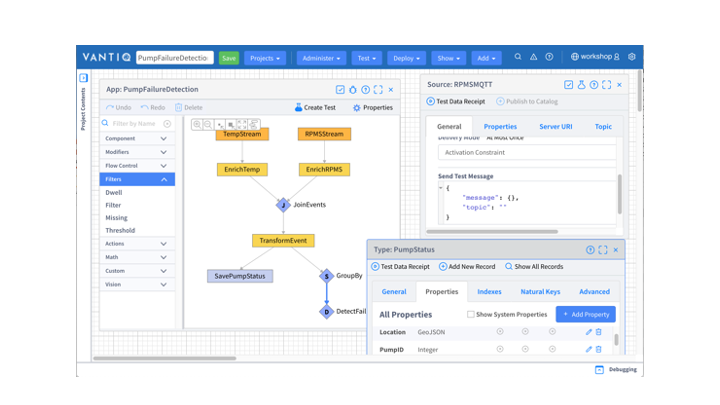 VANTIQ PumpFailureDetectio Save Projects Administer Test Deploy Show Add workshop
Project Contents
App: PumpFailureDetection
Undo Redo Delete Create Test Properties
Filter by Name
Component
Modifiers
Flow Control
Filters
Dwell
Filter
Missing
Threshold
Actions
Math
Custom
Vision
TempStream RPMSStream
EnrichTemp EnrichRPMS
J JoinEvents
TransformEvent
SavePumpStatus S GroupBy
D DetectFail
Source: RPMSMQTT
Test Data Receipt Publish to Catalog
General Properties Server URI Topic
Delivery Mode At Most Once
Activation Constraint
Send Test Message
{
"message": {},
"topic": ""
}
Type: PumpStatus
Test Data Receipt Add New Record Show All Records
General Properties Indexes Natural Keys Advanced
All Properties Show System Properties + Add Property
Location GeoJSON
PumpID Integer
Debugging